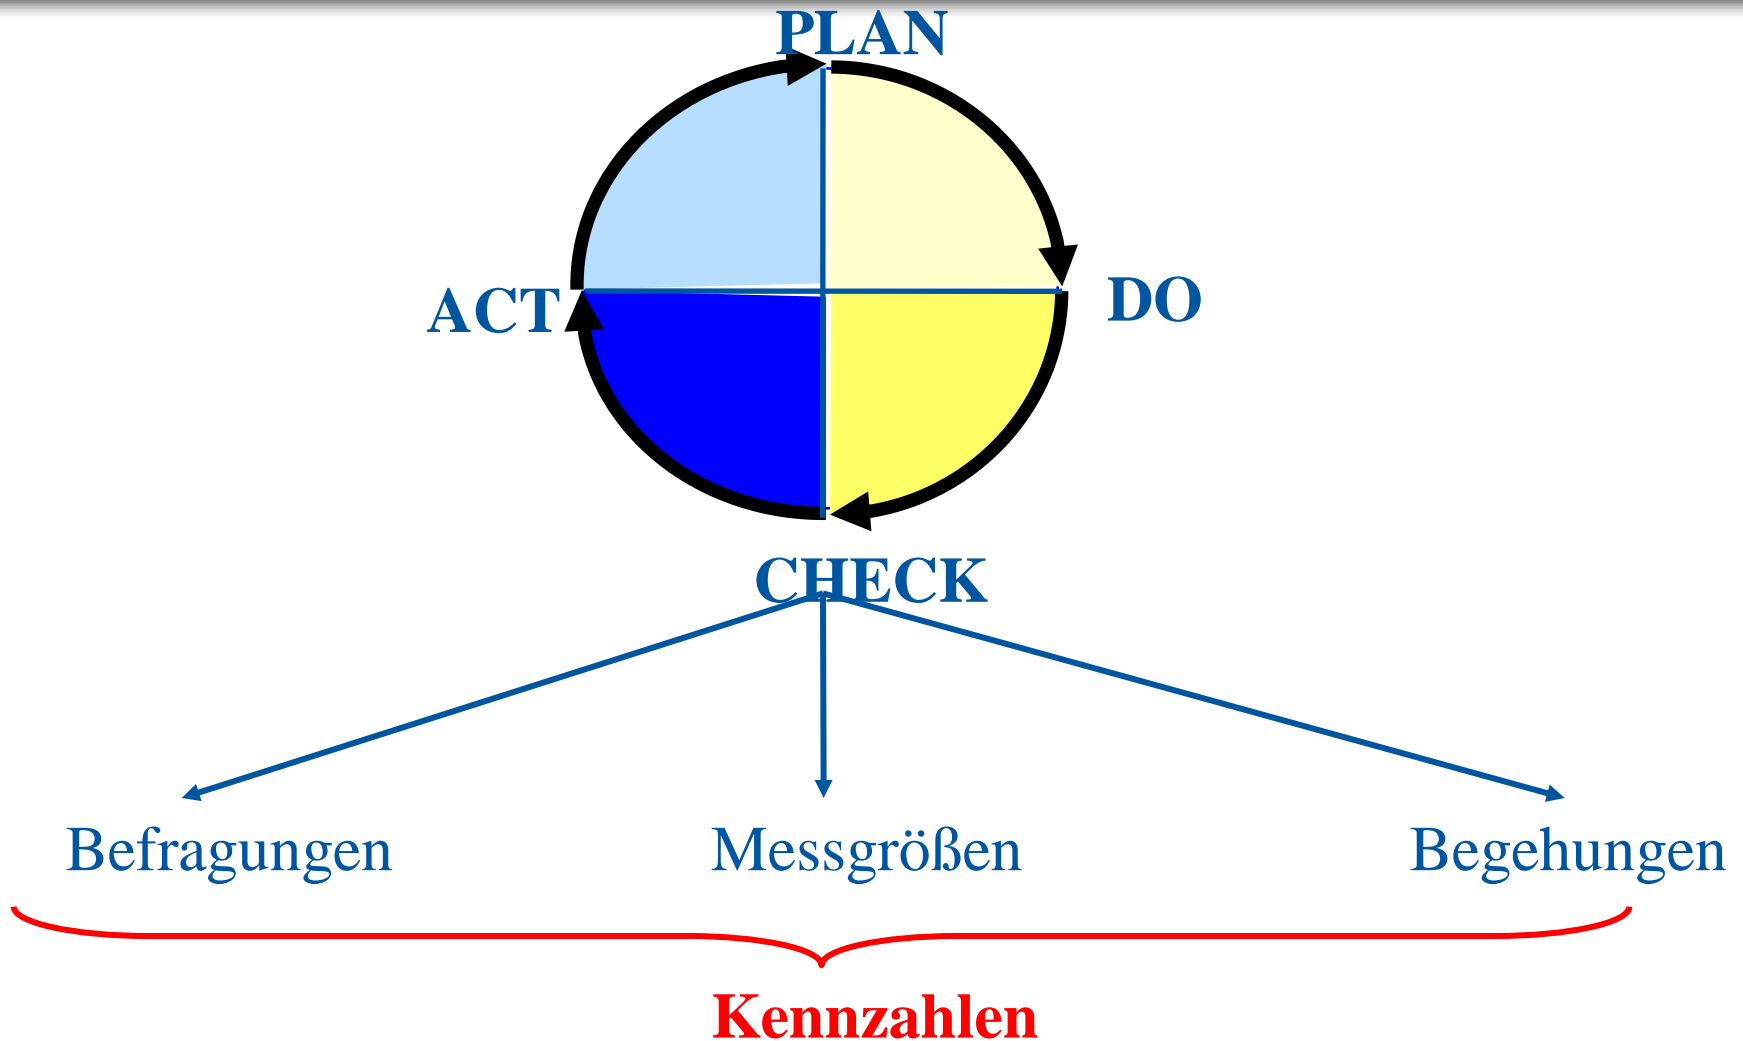 PLAN
ACT
DO
CHECK
Befragungen
Messgrößen
Begehungen
Kennzahlen